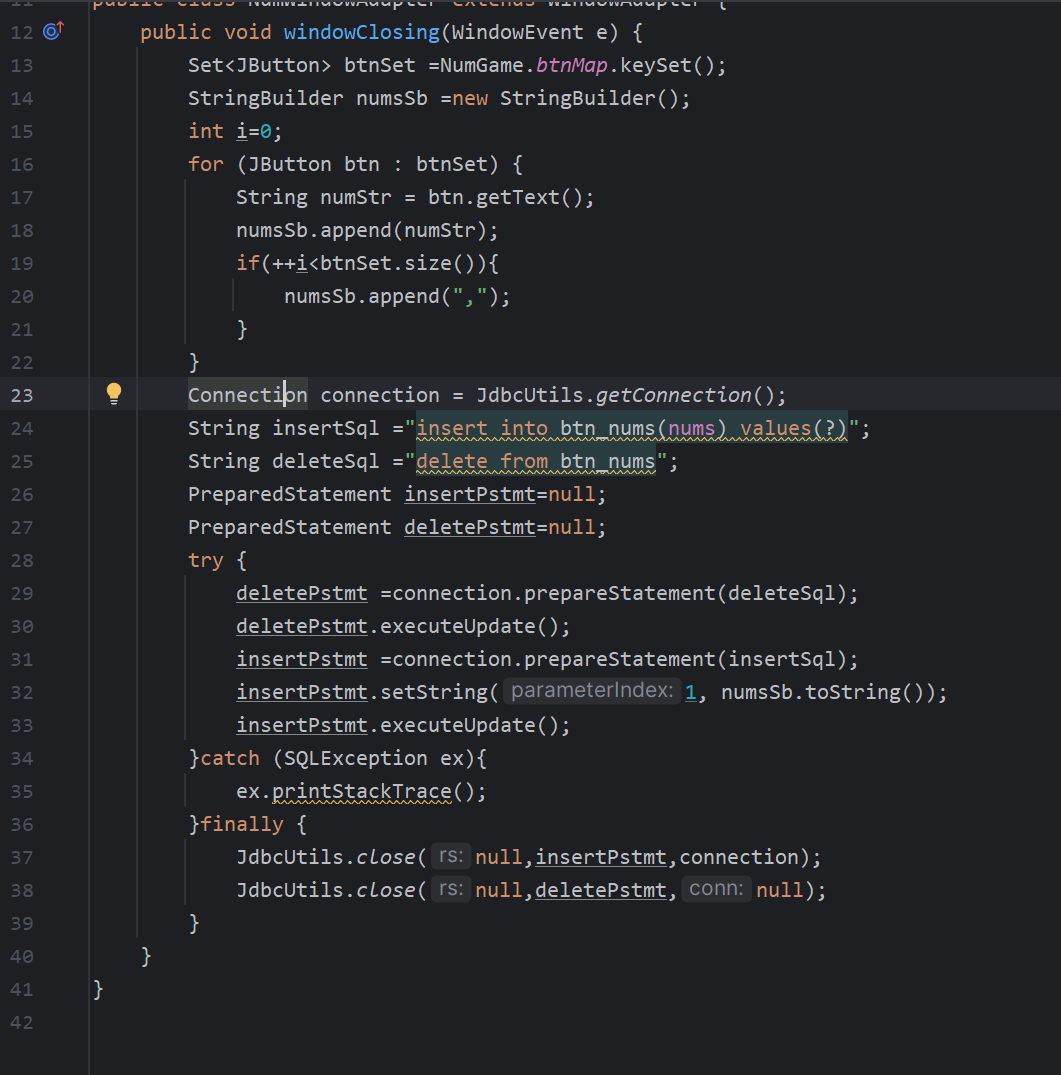 11 public class NumWindowAdapter extends WindowAdapter {
12     public void windowClosing(WindowEvent e) {
13         Set<JButton> btnSet =NumGame.btnMap.keySet();
14         StringBuilder numsSb =new StringBuilder();
15         int i=0;
16         for (JButton btn : btnSet) {
17             String numStr = btn.getText();
18             numsSb.append(numStr);
19             if(++i<btnSet.size()){
20                 numsSb.append(",");
21             }
22         }
23         Connection connection = JdbcUtils.getConnection();
24         String insertSql ="insert into btn_nums(nums) values(?)";
25         String deleteSql ="delete from btn_nums";
26         PreparedStatement insertPstmt=null;
27         PreparedStatement deletePstmt=null;
28         try {
29             deletePstmt =connection.prepareStatement(deleteSql);
30             deletePstmt.executeUpdate();
31             insertPstmt =connection.prepareStatement(insertSql);
32             insertPstmt.setString( parameterIndex: 1, numsSb.toString());
33             insertPstmt.executeUpdate();
34         }catch (SQLException ex){
35             ex.printStackTrace();
36         }finally {
37             JdbcUtils.close( rs: null,insertPstmt,connection);
38             JdbcUtils.close( rs: null,deletePstmt, conn: null);
39         }
40     }
41 }
42